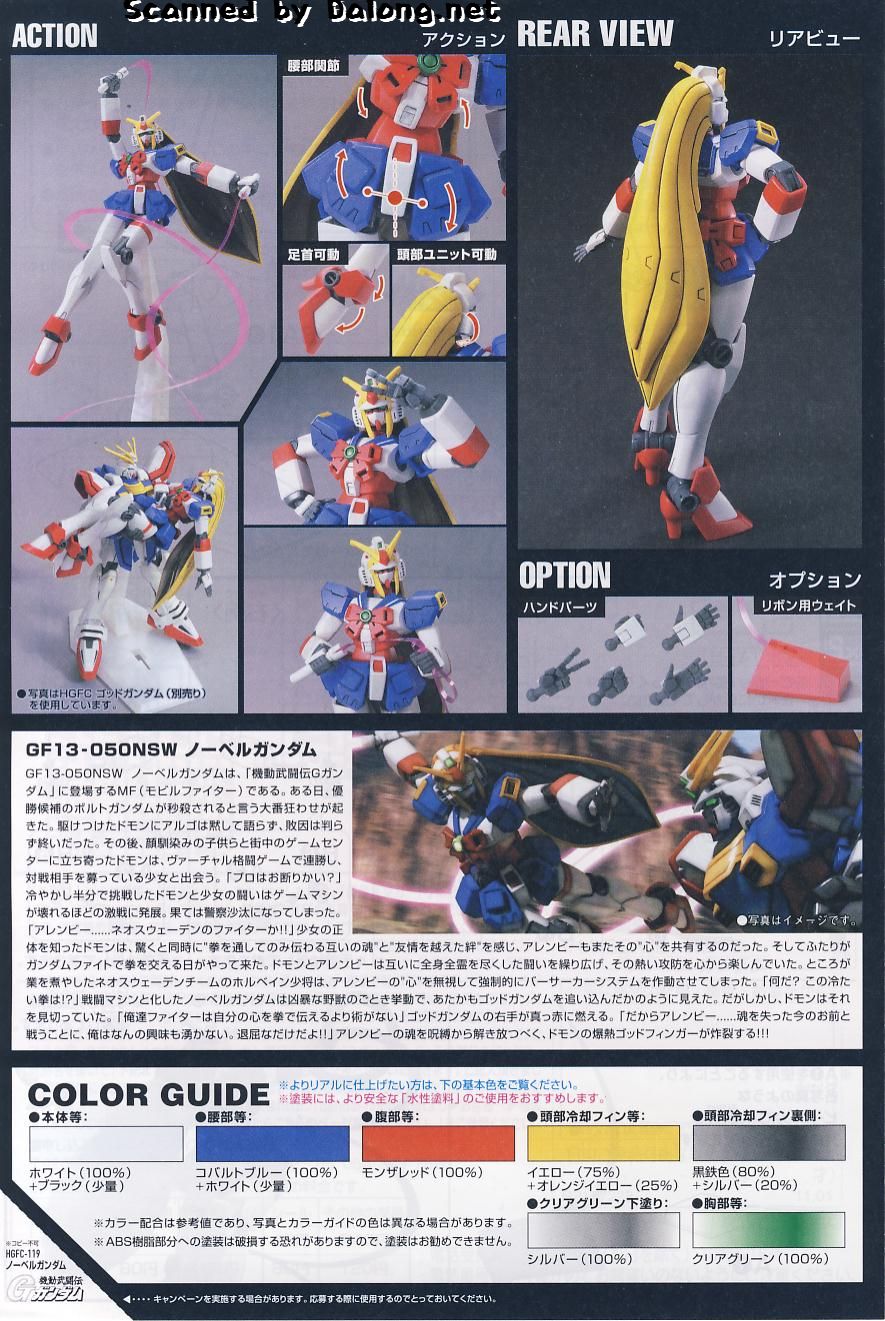 Scanned by Dalong.net
ACTION
アクション
腰部関節
足首可動
頭部ユニット可動
●写真はHGFC ゴッドガンダム(別売り)
を使用しています。
REAR VIEW
リアビュー
OPTION
オプション
ハンドパーツ
リボン用ウェイト
GF13-050NSW ノーベルガンダム
GF13-050NSW ノーベルガンダムは、「機動武闘伝Gガン
ダム」に登場するMF(モビルファイター)である。ある日、優
勝候補のボルトガンダムが秒殺されると言う大番狂わせが起
きた。駆けつけたドモンにアルゴは黙して語らず、敗因は判ら
ず終いだった。その後、顔馴染みの子供らと街中のゲームセン
ターに立ち寄ったドモンは、ヴァーチャル格闘ゲームで連勝し、
対戦相手を募っている少女と出会う。「プロはお断りかい?」
冷やかし半分で挑戦したドモンと少女の闘いはゲームマシン
が壊れるほどの激戦に発展。果ては警察沙汰になってしまった。
「アレンビー……ネオスウェーデンのファイターか!!」少女の正
体を知ったドモンは、驚くと同時に"拳を通してのみ伝わる互いの魂"と"友情を越えた絆"を感じ、アレンビーもまたその"心"を共有するのだった。そしてふたりが
ガンダムファイトで拳を交える日がやって来た。ドモンとアレンビーは互いに全身全霊を尽くした闘いを繰り広げ、その熱い攻防を心から楽しんでいた。ところが
業を煮やしたネオスウェーデンチームのホルベイン少将は、アレンビーの"心"を無視して強制的にバーサーカーシステムを作動させてしまった。「何だ? この冷た
い拳は!?」戦闘マシンと化したノーベルガンダムは凶暴な野獣のごとき挙動で、あたかもゴッドガンダムを追い込んだかのように見えた。だがしかし、ドモンはそれ
を見切っていた。「俺達ファイターは自分の心を拳で伝えるより術がない」ゴッドガンダムの右手が真っ赤に燃える。「だからアレンビー……魂を失った今のお前と
戦うことに、俺はなんの興味も湧かない。退屈なだけだよ!!」アレンビーの魂を呪縛から解き放つべく、ドモンの爆熱ゴッドフィンガーが炸裂する!!!
●写真はイメージです。
COLOR GUIDE
※よりリアルに仕上げたい方は、下の基本色をご覧ください。
※塗装には、より安全な「水性塗料」のご使用をおすすめします。
●本体等:
ホワイト(100%)
+ブラック(少量)
●腰部等:
コバルトブルー(100%)
+ホワイト(少量)
●腹部等:
モンザレッド(100%)
●頭部冷却フィン等:
イエロー(75%)
+オレンジイエロー(25%)
●頭部冷却フィン裏側:
黒鉄色(80%)
+シルバー(20%)
●クリアグリーン下塗り:
シルバー(100%)
●胸部等:
クリアグリーン(100%)
※カラー配合は参考値であり、写真とカラーガイドの色は異なる場合があります。
※ABS樹脂部分への塗装は破損する恐れがありますので、塗装はお勧めできません。
※コピー不可
HGFC-119
ノーベルガンダム
機動武闘伝
Gガンダム
◀‥‥キャンペーンを実施する場合があります。応募する際に使用するのでとっておいてください。